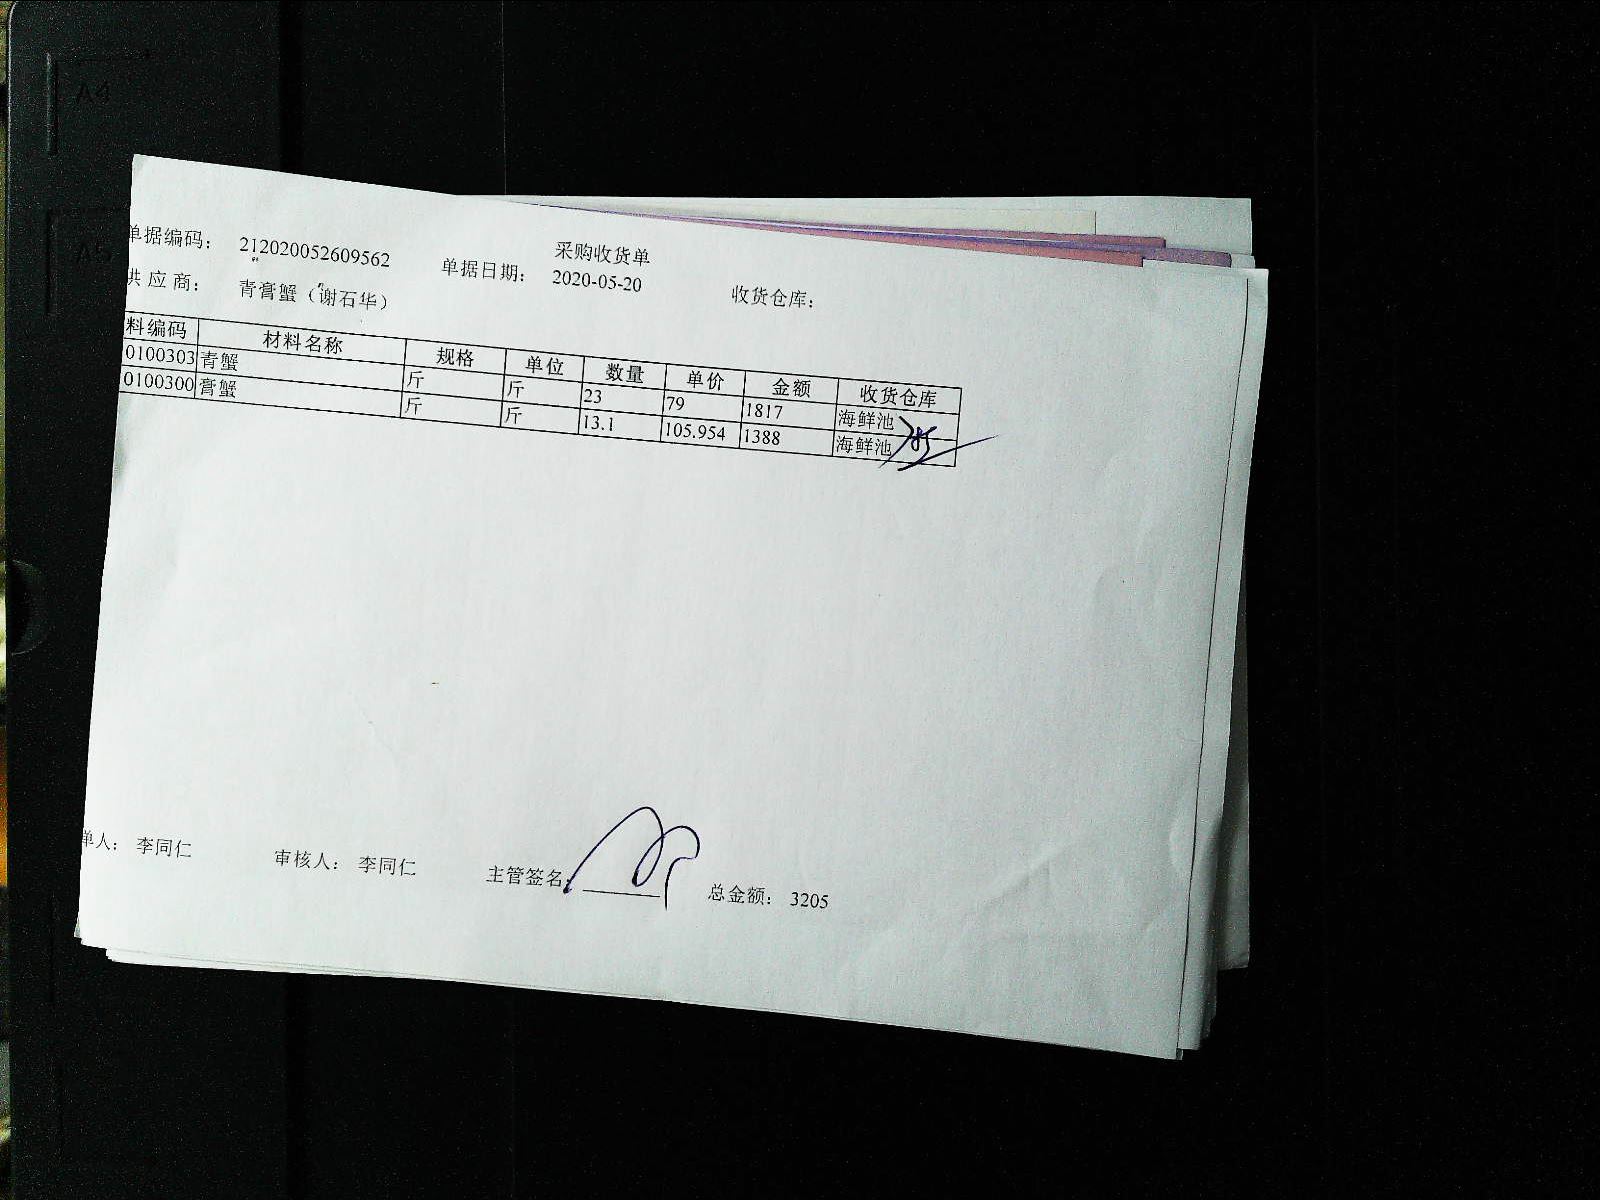 A4
A5
采购收货单
单据编码： 212020052609562 单据日期： 2020-05-20 收货仓库：
供应商： 青膏蟹（谢石华）
料编码 材料名称 规格 单位 数量 单价 金额 收货仓库
0100303 青蟹 斤 斤 23 79 1817 海鲜池
0100300 膏蟹 斤 斤 13.1 105.954 1388 海鲜池
单人： 李同仁 审核人： 李同仁 主管签名： 总金额： 3205